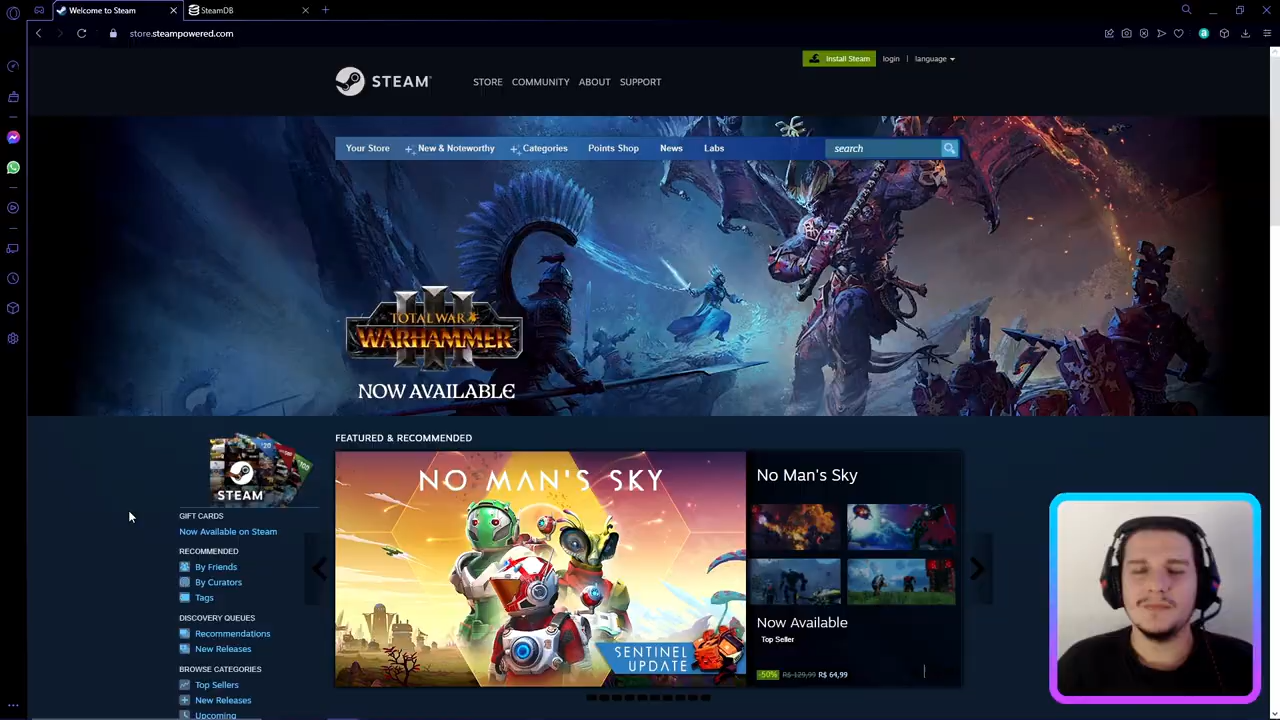 Welcome to Steam
SteamDB
store.steampowered.com
Install Steam
login | language
STEAM
STORE COMMUNITY ABOUT SUPPORT
Your Store New & Noteworthy Categories Points Shop News Labs search
TOTAL WAR
WARHAMMER
III
NOW AVAILABLE
FEATURED & RECOMMENDED
STEAM
GIFT CARDS
Now Available on Steam
RECOMMENDED
By Friends
By Curators
Tags
DISCOVERY QUEUES
Recommendations
New Releases
BROWSE CATEGORIES
Top Sellers
New Releases
Upcoming
NO MAN'S SKY
SENTINEL
UPDATE
No Man's Sky
Now Available
Top Seller
-50% R$ 129,99 R$ 64,99